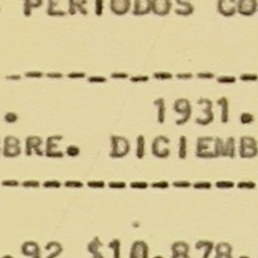 PERIODOS CO
. 1931.
BRE. DICIEMB
.92 $10.878.